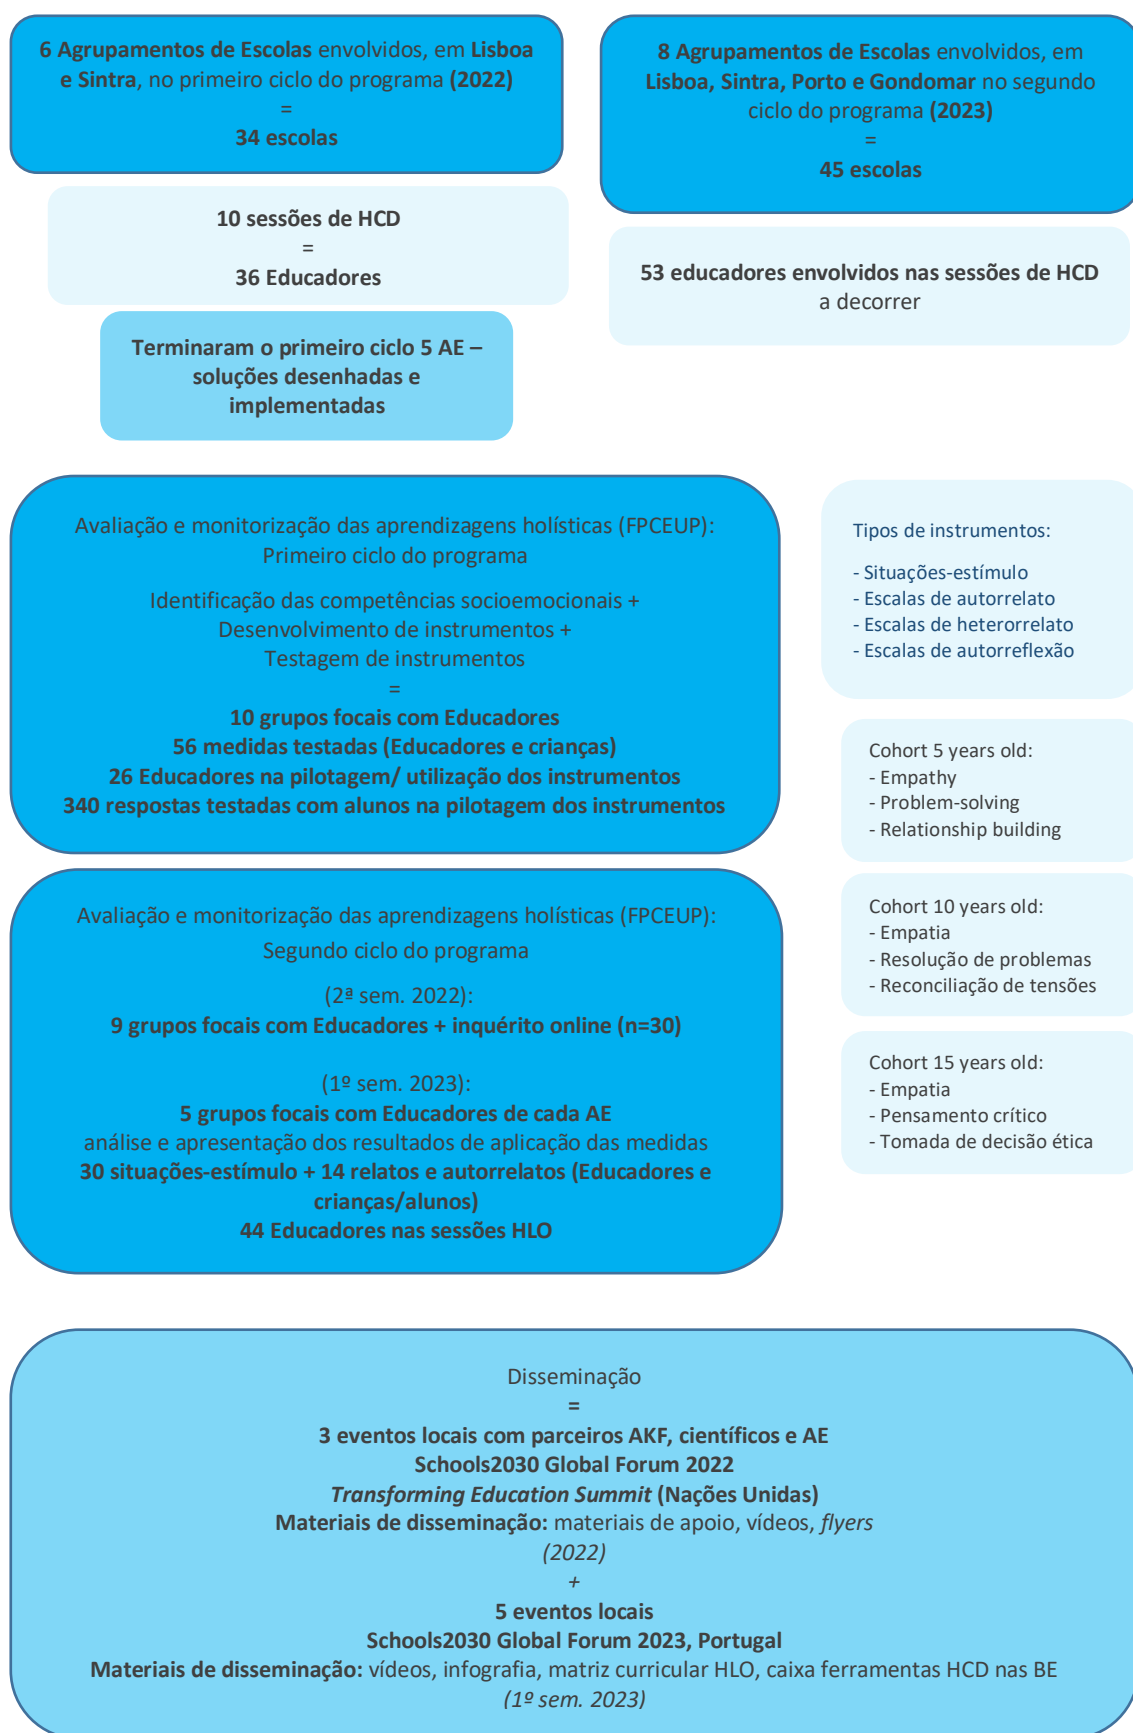 6 Agrupamentos de Escolas envolvidos, em Lisboa
e Sintra, no primeiro ciclo do programa (2022)
=
34 escolas
8 Agrupamentos de Escolas envolvidos, em
Lisboa, Sintra, Porto e Gondomar no segundo
ciclo do programa (2023)
=
45 escolas
10 sessões de HCD
=
36 Educadores
53 educadores envolvidos nas sessões de HCD
a decorrer
Terminaram o primeiro ciclo 5 AE –
soluções desenhadas e
implementadas
Avaliação e monitorização das aprendizagens holísticas (FPCEUP):
Primeiro ciclo do programa
Identificação das competências socioemocionais +
Desenvolvimento de instrumentos +
Testagem de instrumentos
=
10 grupos focais com Educadores
56 medidas testadas (Educadores e crianças)
26 Educadores na pilotagem/ utilização dos instrumentos
340 respostas testadas com alunos na pilotagem dos instrumentos
Tipos de instrumentos:
- Situações-estímulo
- Escalas de autorrelato
- Escalas de heterorrelato
- Escalas de autorreflexão
Cohort 5 years old:
- Empathy
- Problem-solving
- Relationship building
Avaliação e monitorização das aprendizagens holísticas (FPCEUP):
Segundo ciclo do programa
(2ª sem. 2022):
9 grupos focais com Educadores + inquérito online (n=30)
(1º sem. 2023):
5 grupos focais com Educadores de cada AE
análise e apresentação dos resultados de aplicação das medidas
30 situações-estímulo + 14 relatos e autorrelatos (Educadores e
crianças/alunos)
44 Educadores nas sessões HLO
Cohort 10 years old:
- Empatia
- Resolução de problemas
- Reconciliação de tensões
Cohort 15 years old:
- Empatia
- Pensamento crítico
- Tomada de decisão ética
Disseminação
=
3 eventos locais com parceiros AKF, científicos e AE
Schools2030 Global Forum 2022
Transforming Education Summit (Nações Unidas)
Materiais de disseminação: materiais de apoio, vídeos, flyers
(2022)
+
5 eventos locais
Schools2030 Global Forum 2023, Portugal
Materiais de disseminação: vídeos, infografia, matriz curricular HLO, caixa ferramentas HCD nas BE
(1º sem. 2023)